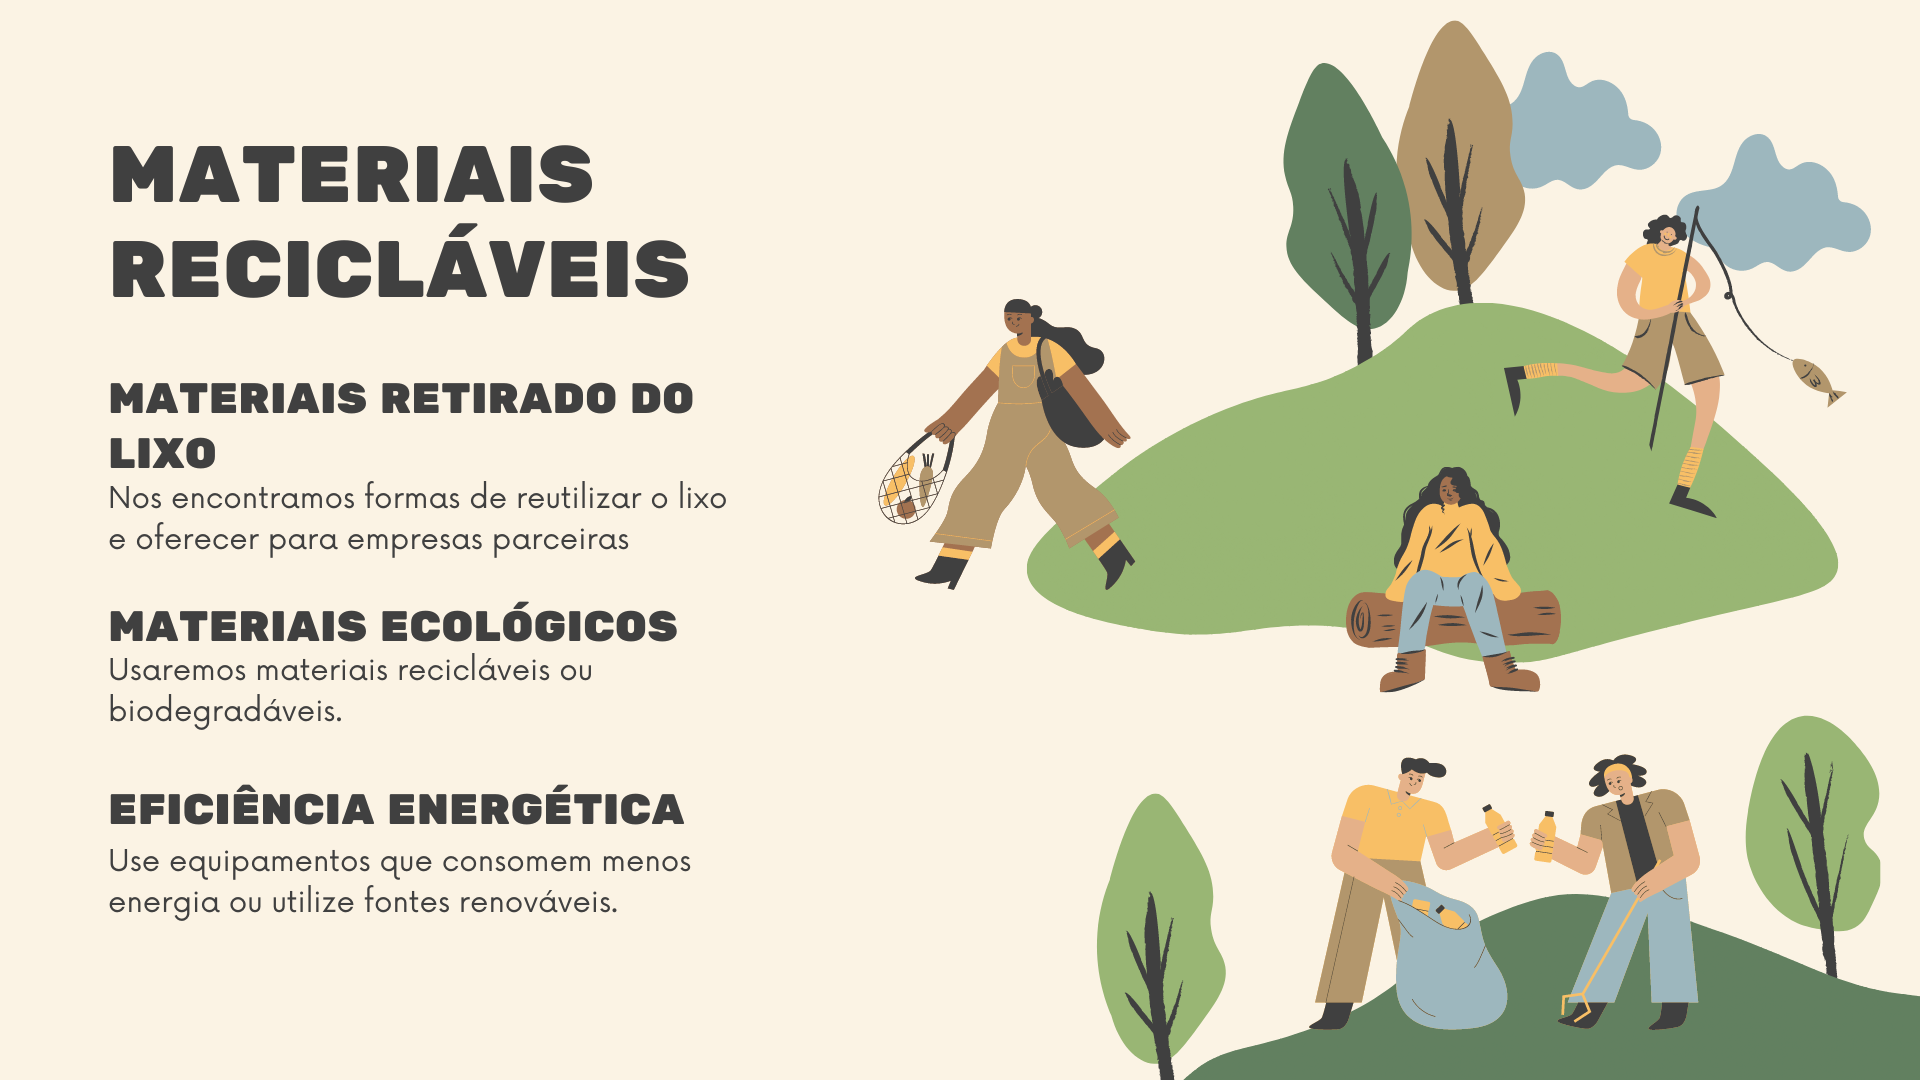 MATERIAIS
RECICLÁVEIS
MATERIAIS RETIRADO DO
LIXO
Nos encontramos formas de reutilizar o lixo
e oferecer para empresas parceiras
MATERIAIS ECOLÓGICOS
Usaremos materiais recicláveis ou
biodegradáveis.
EFICIÊNCIA ENERGÉTICA
Use equipamentos que consomem menos
energia ou utilize fontes renováveis.